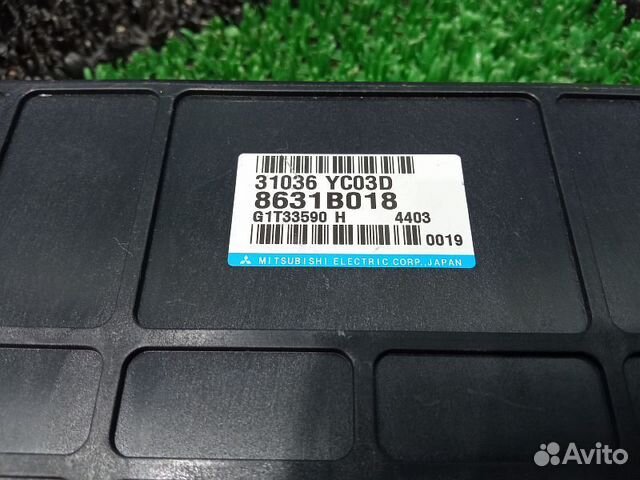 31036 YC03D
8631B018
G1T33590 H 4403
0019
MITSUBISHI ELECTRIC CORP., JAPAN
Avito